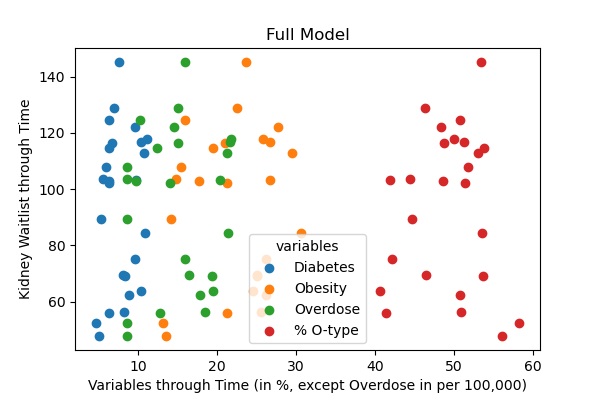 Full Model
Kidney Waitlist through Time
140
120
100
80
60
variables
Diabetes
Obesity
Overdose
% O-type
10
20
30
40
50
60
Variables through Time (in %, except Overdose in per 100,000)